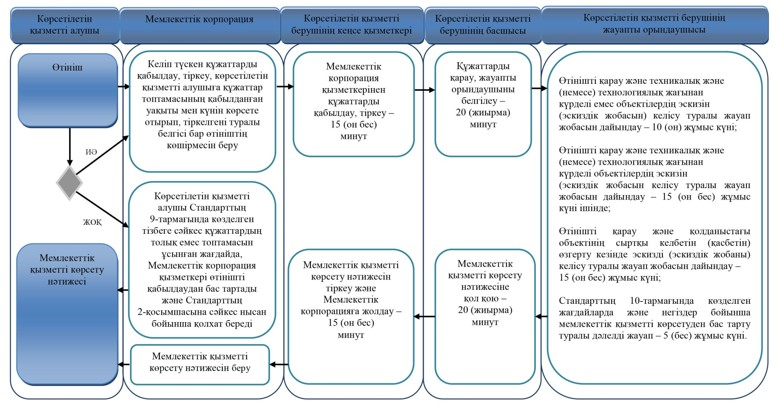 Көрсетілетін
қызметті алушы
Мемлекеттік корпорация
Көрсетілетін қызметті
берушінің кеңсе қызметкері
Көрсетілетін қызметті
берушінің басшысы
Көрсетілетін қызметті берушінің
жауапты орындаушысы
Өтініш
Келіп түскен құжаттарды
қабылдау, тіркеу, көрсетілетін
қызметті алушыға құжаттар
топтамасының қабылданған
уақыты мен күнін көрсете
отырып, тіркелгені туралы
белгісі бар өтініштің
көшірмесін беру
Мемлекеттік
корпорация
қызметкерінен
құжаттарды
қабылдау, тіркеу –
15 (он бес)
минут
Құжаттарды
қарау, жауапты
орындаушыны
белгілеу –
20 (жиырма)
минут
Өтінішті қарау және техникалық және
(немесе) технологиялық жағынан
күрделі емес объектілердің эскизін
(эскиздік жобасын) келісу туралы жауап
жобасын дайындау – 10 (он) жұмыс күні;
Өтінішті қарау және техникалық және
(немесе) технологиялық жағынан
күрделі объектілердің эскизін
(эскиздік жобасын келісу туралы жауап
жобасын дайындау – 15 (он бес) жұмыс
күні ішінде;
Өтінішті қарау және қолданыстағы
объектінің сыртқы келбетін (қасбетін)
өзгерту кезінде эскизді (эскиздік жобаны)
келісу туралы жауап жобасын дайындау –
15 (он бес) жұмыс күні;
Стандарттың 10-тармағында көзделген
жағдайларда және негіздер бойынша
мемлекеттік қызметті көрсетуден бас тарту
туралы дәлелді жауап – 5 (бес) жұмыс күні.
ИӘ
ЖОҚ
Көрсетілетін қызметті
алушы Стандарттың
9-тармағында көзделген
тізбеге сәйкес құжаттардың
толық емес топтамасын
ұсынған жағдайда,
Мемлекеттік корпорация
қызметкері өтінішті
қабылдаудан бас тартады
және Стандарттың
2-қосымшасына сәйкес нысан
бойынша қолхат береді
Мемлекеттік
қызметті көрсету
нәтижесі
Мемлекеттік қызметті
көрсету нәтижесін
тіркеу және
Мемлекеттік
корпорацияға жолдау –
15 (он бес)
минут
Мемлекеттік
қызметті көрсету
нәтижесіне
қол қою –
20 (жиырма)
минут
Мемлекеттік қызметті
көрсету нәтижесін беру